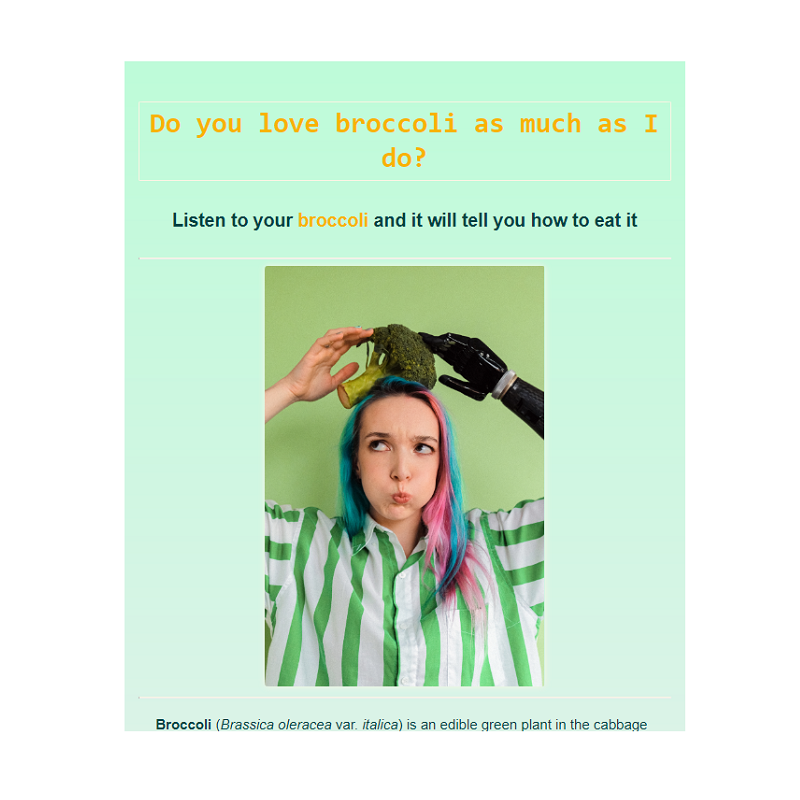 Do you love broccoli as much as I
do?
Listen to your broccoli and it will tell you how to eat it
Broccoli (Brassica oleracea var. italica) is an edible green plant in the cabbage